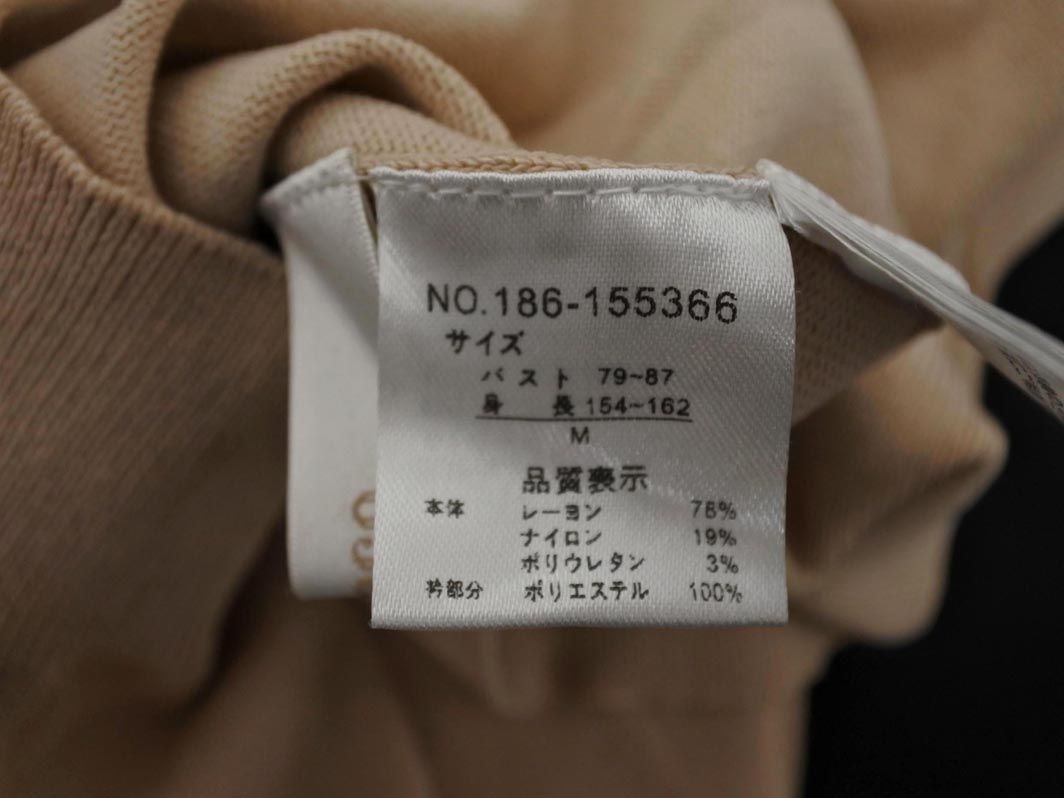 NO.186-155366
サイズ
バスト 79~87
身長 154~162
M
品質表示
本体 レーヨン 78%
ナイロン 19%
ポリウレタン 3%
衿部分 ポリエステル 100%